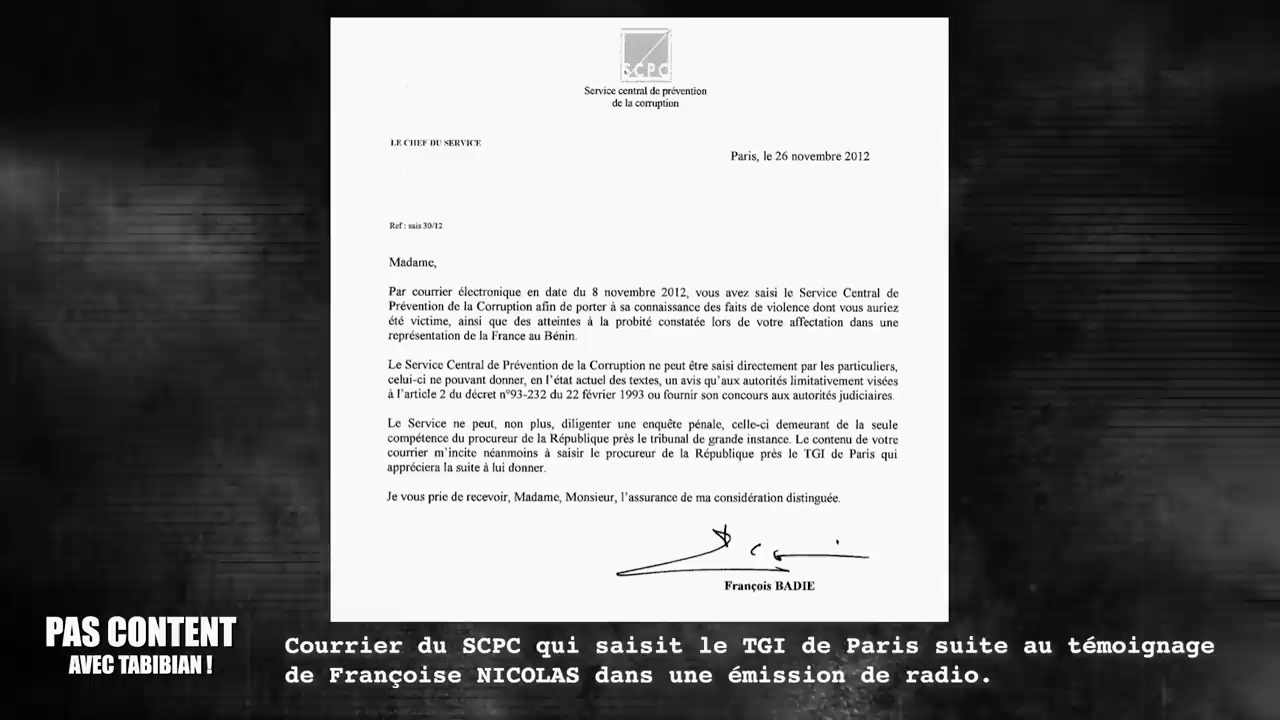 SCPC
Service central de prévention
de la corruption
LE CHEF DU SERVICE
Paris, le 26 novembre 2012
Ref : sais 30/12
Madame,
Par courrier électronique en date du 8 novembre 2012, vous avez saisi le Service Central de
Prévention de la Corruption afin de porter à sa connaissance des faits de violence dont vous auriez
été victime, ainsi que des atteintes à la probité constatée lors de votre affectation dans une
représentation de la France au Bénin.
Le Service Central de Prévention de la Corruption ne peut être saisi directement par les particuliers,
celui-ci ne pouvant donner, en l'état actuel des textes, un avis qu'aux autorités limitativement visées
à l'article 2 du décret n°93-232 du 22 février 1993 ou fournir son concours aux autorités judiciaires.
Le Service ne peut, non plus, diligenter une enquête pénale, celle-ci demeurant de la seule
compétence du procureur de la République près le tribunal de grande instance. Le contenu de votre
courrier m'incite néanmoins à saisir le procureur de la République près le TGI de Paris qui
appréciera la suite à lui donner.
Je vous prie de recevoir, Madame, Monsieur, l'assurance de ma considération distinguée.
François BADIE
PAS CONTENT
AVEC TABIBIAN !
Courrier du SCPC qui saisit le TGI de Paris suite au témoignage
de Françoise NICOLAS dans une émission de radio.